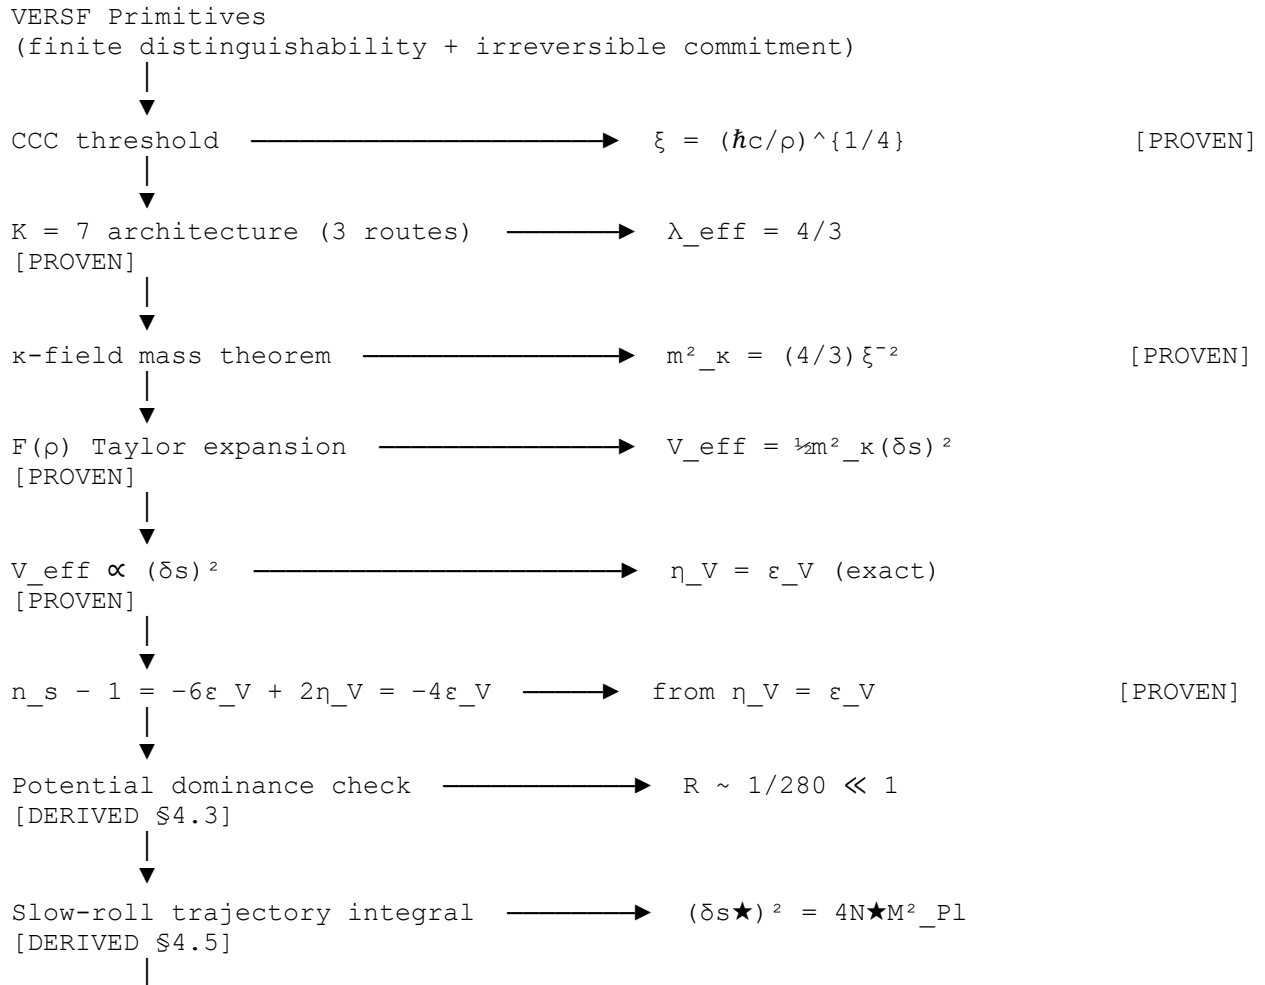 VERSF Primitives
(finite distinguishability + irreversible commitment)
│
▼
CCC threshold ─────────────────────► ξ = (ℏc/ρ)^{1/4} [PROVEN]
│
▼
K = 7 architecture (3 routes) ───────► λ_eff = 4/3
[PROVEN]
│
▼
κ-field mass theorem ───────────────► m²_κ = (4/3)ξ⁻² [PROVEN]
│
▼
F(ρ) Taylor expansion ──────────────► V_eff = ½m²_κ(δs)²
[PROVEN]
│
▼
V_eff ∝ (δs)² ──────────────────────► η_V = ε_V (exact)
[PROVEN]
│
▼
n_s − 1 = −6ε_V + 2η_V = −4ε_V ─────► from η_V = ε_V [PROVEN]
│
▼
Potential dominance check ────────────► R ~ 1/280 ≪ 1
[DERIVED §4.3]
│
▼
Slow-roll trajectory integral ────────► (δs★)² = 4N★M²_Pl
[DERIVED §4.5]
│